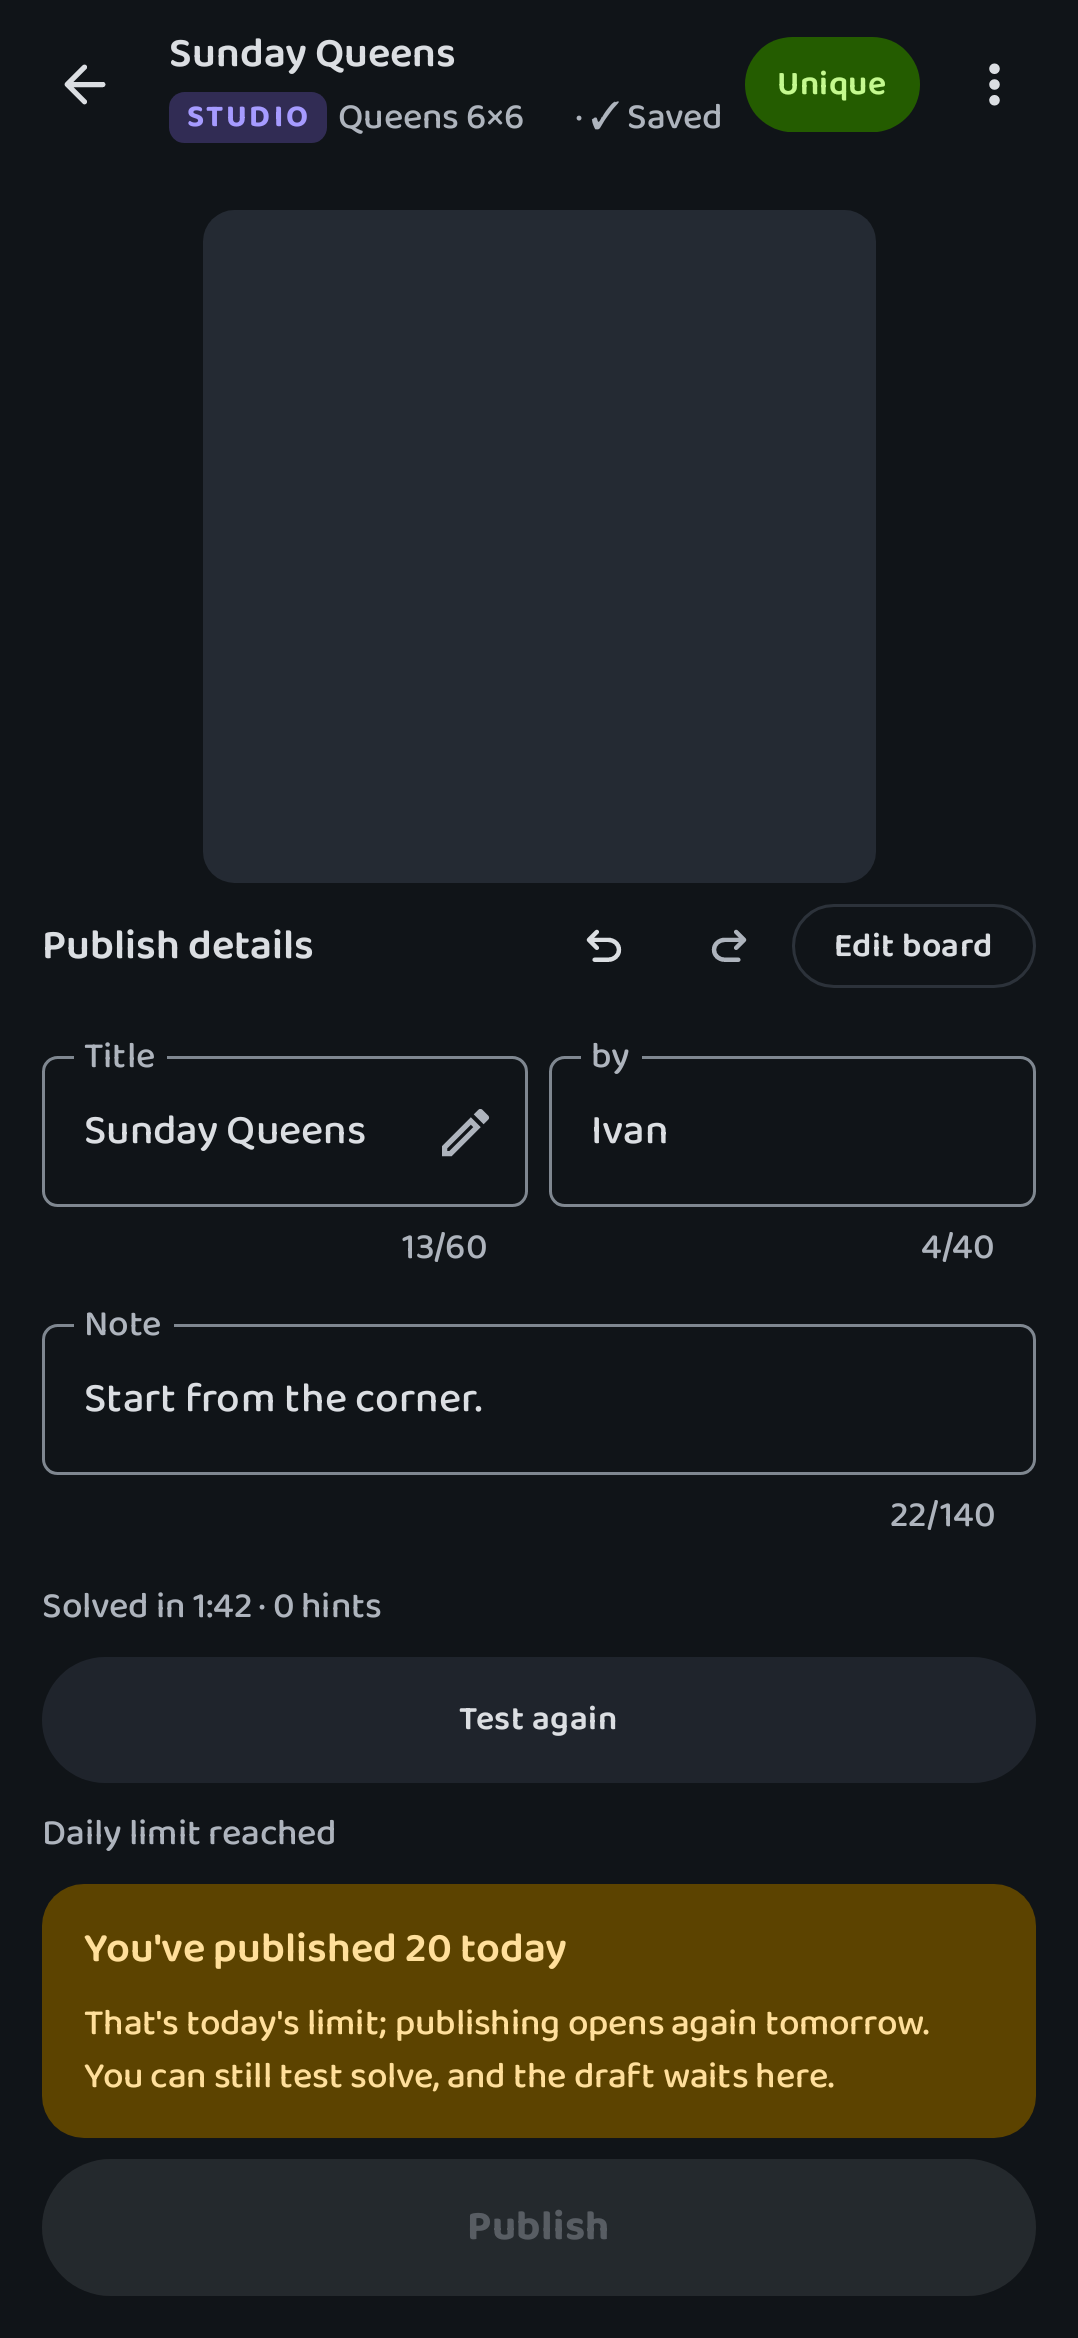 Sunday Queens
STUDIO Queens 6×6 · ✓ Saved
Unique
Publish details
Edit board
Title
Sunday Queens
13/60
by
Ivan
4/40
Note
Start from the corner.
22/140
Solved in 1:42 · 0 hints
Test again
Daily limit reached
You've published 20 today
That's today's limit; publishing opens again tomorrow.
You can still test solve, and the draft waits here.
Publish